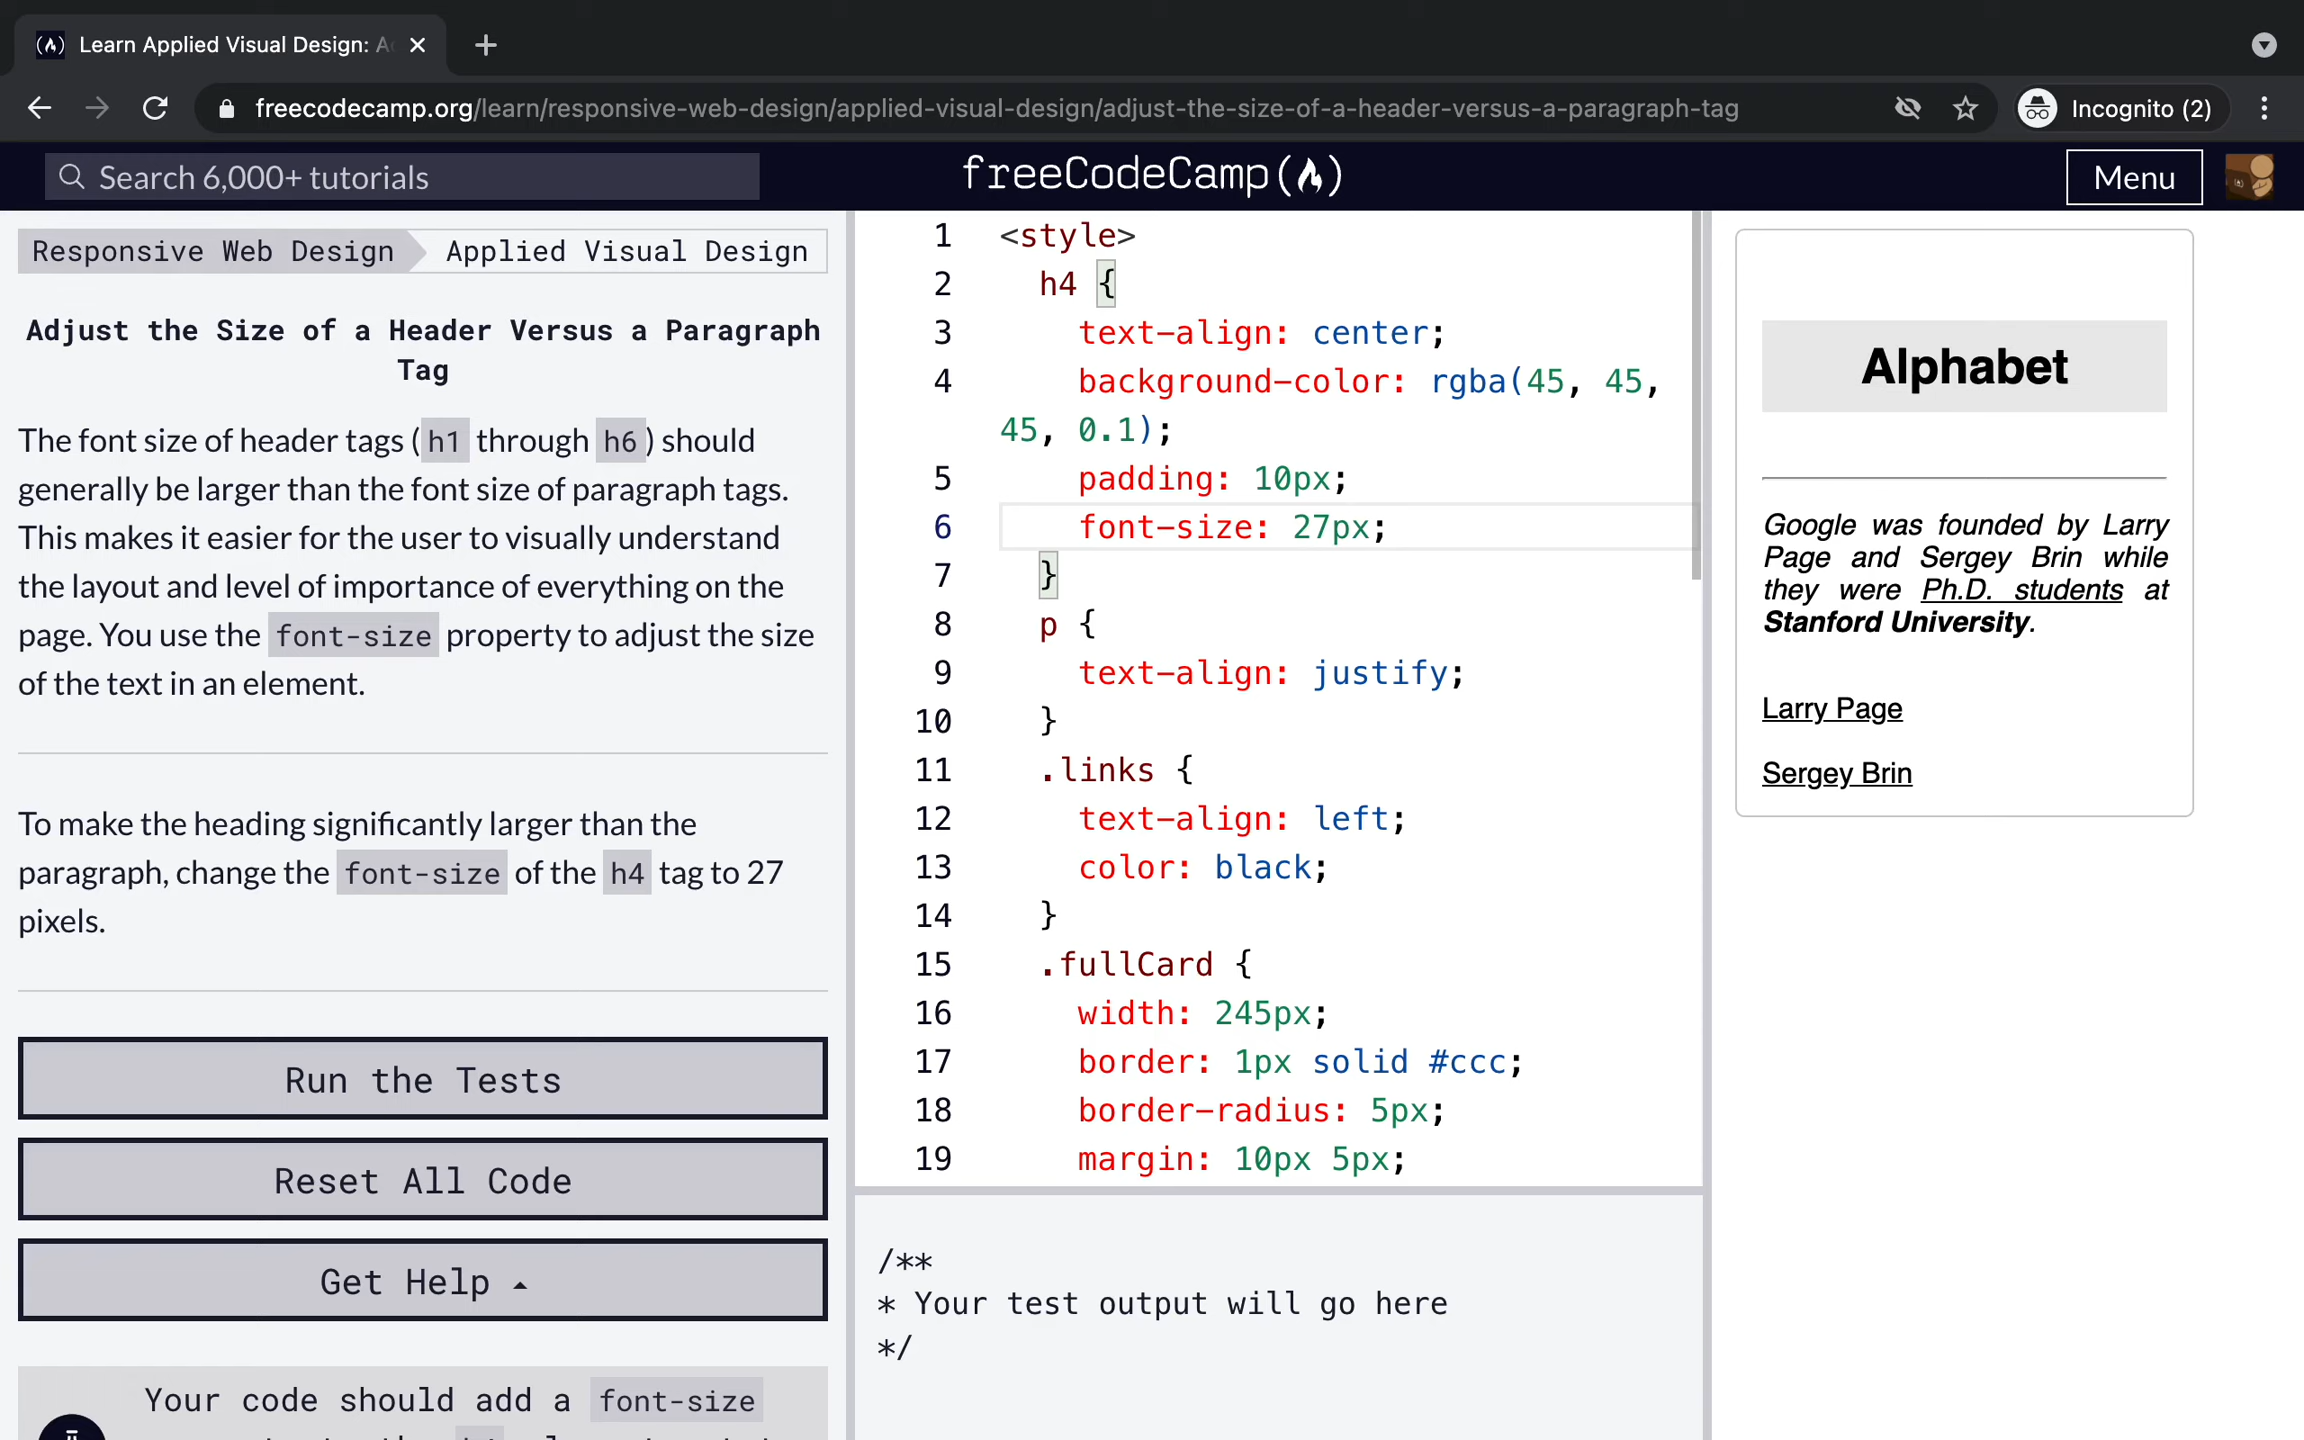 Learn Applied Visual Design:
freecodecamp.org/learn/responsive-web-design/applied-visual-design/adjust-the-size-of-a-header-versus-a-paragraph-tag
Incognito (2)
Search 6,000+ tutorials
freeCodeCamp(🔥)
Menu
Responsive Web Design
Applied Visual Design
Adjust the Size of a Header Versus a Paragraph
Tag
The font size of header tags (h1 through h6) should
generally be larger than the font size of paragraph tags.
This makes it easier for the user to visually understand
the layout and level of importance of everything on the
page. You use the font-size property to adjust the size
of the text in an element.
To make the heading significantly larger than the
paragraph, change the font-size of the h4 tag to 27
pixels.
Run the Tests
Reset All Code
Get Help
Your code should add a font-size
1 <style>
2 h4 {
3 text-align: center;
4 background-color: rgba(45, 45,
45, 0.1);
5 padding: 10px;
6 font-size: 27px;
7 }
8 p {
9 text-align: justify;
10 }
11 .links {
12 text-align: left;
13 color: black;
14 }
15 .fullCard {
16 width: 245px;
17 border: 1px solid #ccc;
18 border-radius: 5px;
19 margin: 10px 5px;
/**
* Your test output will go here
*/
Alphabet
Google was founded by Larry
Page and Sergey Brin while
they were Ph.D. students at
Stanford University.
Larry Page
Sergey Brin